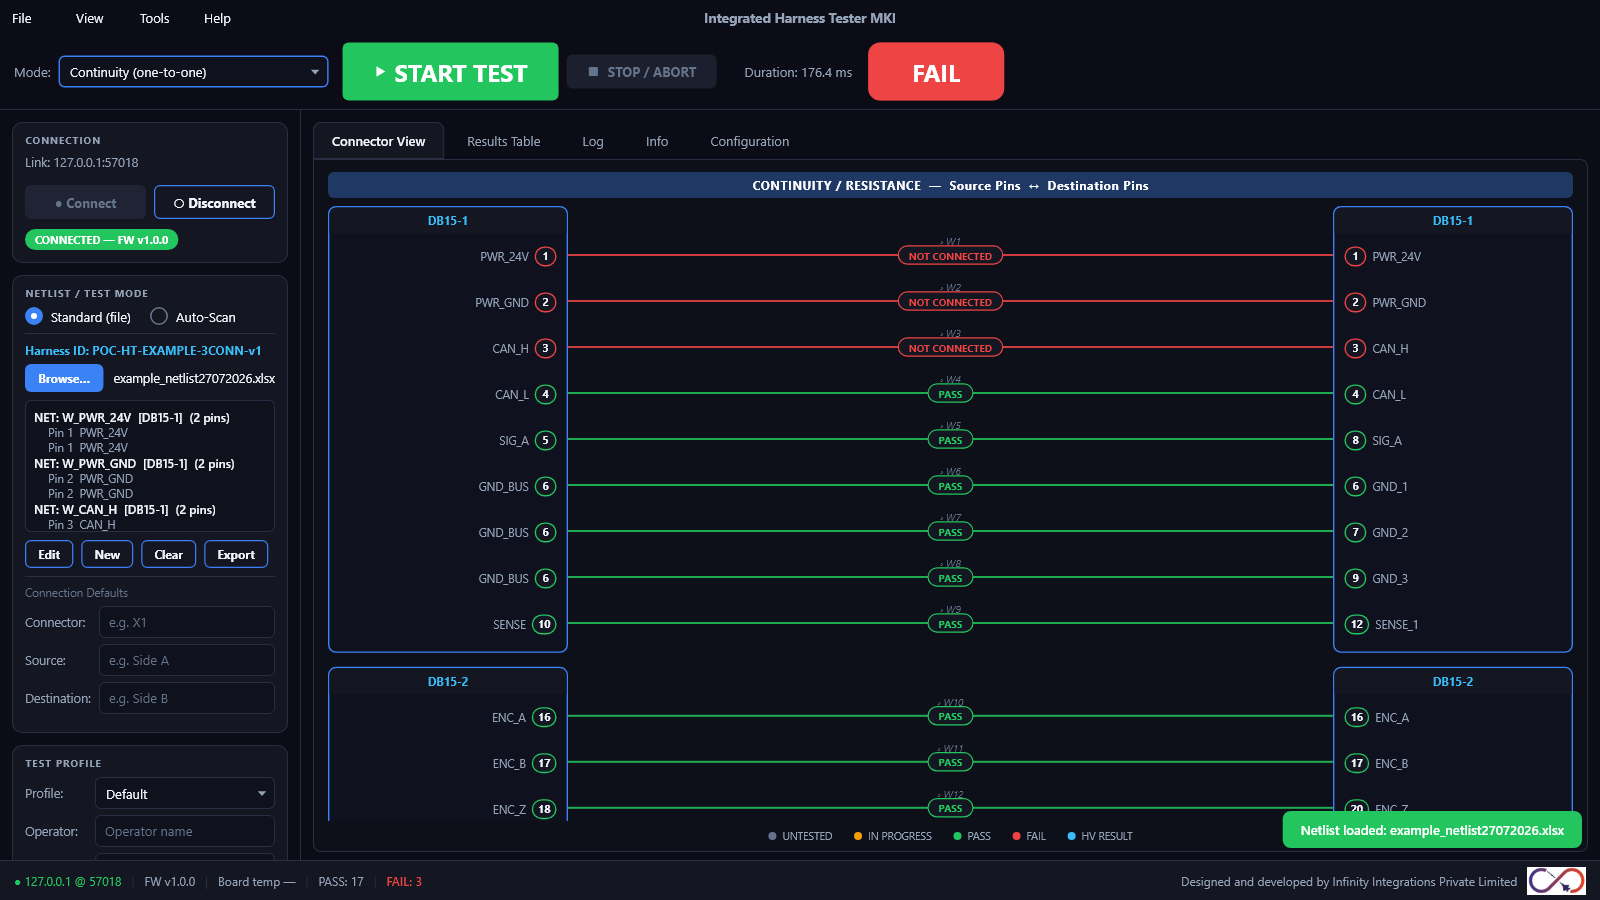 File View Tools Help
Integrated Harness Tester MKI
Mode: Continuity (one-to-one)
START TEST
STOP / ABORT
Duration: 176.4 ms
FAIL
CONNECTION
Link: 127.0.0.1:57018
Connect
Disconnect
CONNECTED — FW v1.0.0
NETLIST / TEST MODE
Standard (file) Auto-Scan
Harness ID: POC-HT-EXAMPLE-3CONN-v1
Browse... example_netlist27072026.xlsx
NET: W_PWR_24V [DB15-1] (2 pins)
Pin 1 PWR_24V
Pin 1 PWR_24V
NET: W_PWR_GND [DB15-1] (2 pins)
Pin 2 PWR_GND
Pin 2 PWR_GND
NET: W_CAN_H [DB15-1] (2 pins)
Pin 3 CAN_H
Edit New Clear Export
Connection Defaults
Connector: e.g. X1
Source: e.g. Side A
Destination: e.g. Side B
TEST PROFILE
Profile: Default
Operator: Operator name
Connector View Results Table Log Info Configuration
CONTINUITY / RESISTANCE — Source Pins ↔ Destination Pins
DB15-1 DB15-1
W1
PWR_24V 1 NOT CONNECTED 1 PWR_24V
W2
PWR_GND 2 NOT CONNECTED 2 PWR_GND
W3
CAN_H 3 NOT CONNECTED 3 CAN_H
W4
CAN_L 4 PASS 4 CAN_L
W5
SIG_A 5 PASS 8 SIG_A
W6
GND_BUS 6 PASS 6 GND_1
W7
GND_BUS 6 PASS 7 GND_2
W8
GND_BUS 6 PASS 9 GND_3
W9
SENSE 10 PASS 12 SENSE_1
DB15-2 DB15-2
W10
ENC_A 16 PASS 16 ENC_A
W11
ENC_B 17 PASS 17 ENC_B
W12
ENC_Z 18 PASS 20 ENC_Z
UNTESTED IN PROGRESS PASS FAIL HV RESULT
Netlist loaded: example_netlist27072026.xlsx
127.0.0.1 @ 57018 FW v1.0.0 Board temp — PASS: 17 FAIL: 3
Designed and developed by Infinity Integrations Private Limited